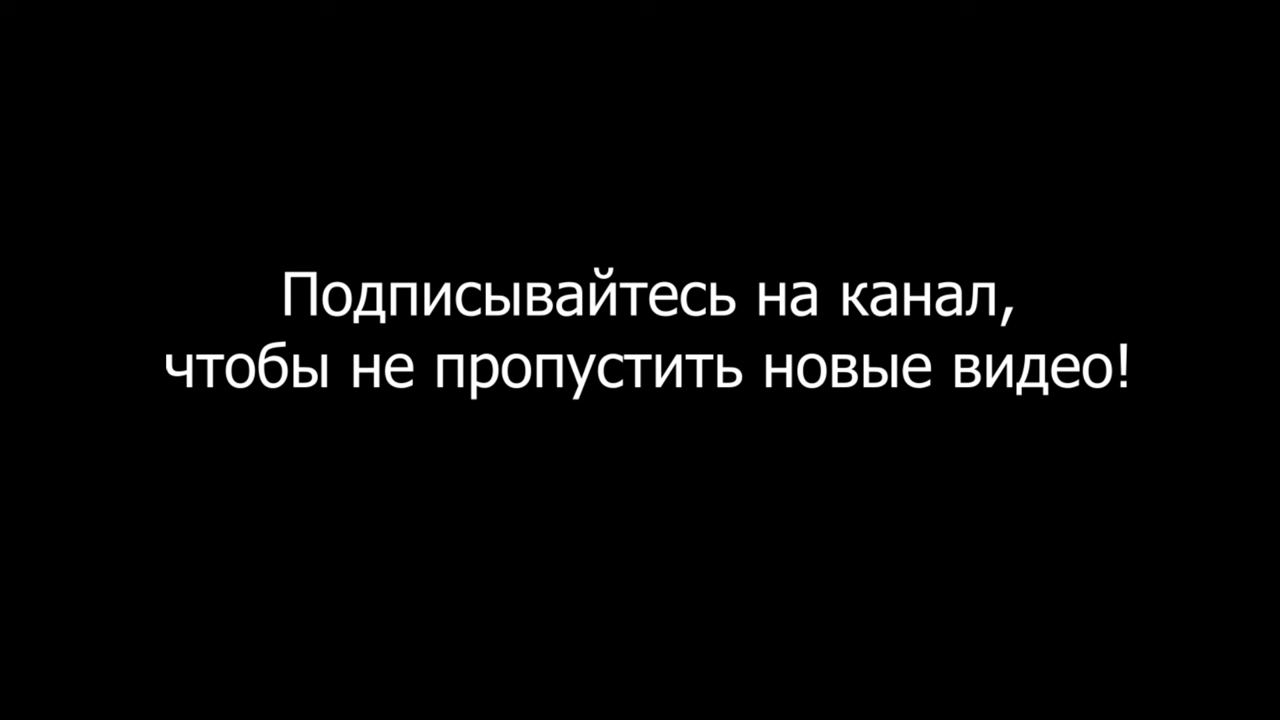 Подписывайтесь на канал,
чтобы не пропустить новые видео!